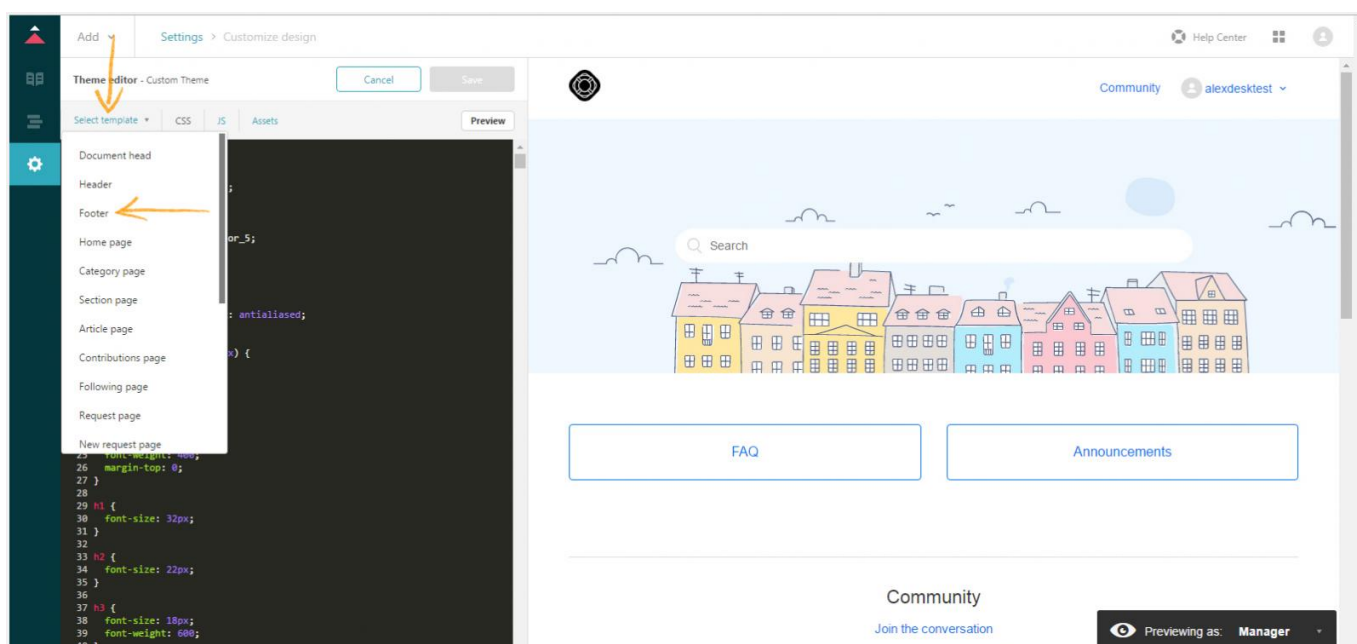 Add
Settings > Customize design
Help Center
Theme editor - Custom Theme
Cancel
Save
Select template
CSS
JS
Assets
Preview
Document head
Header
Footer
Home page
Category page
Section page
Article page
Contributions page
Following page
Request page
New request page
;
or_5;
: antialiased;
x) {
25 font-weight: 400;
26 margin-top: 0;
27 }
28
29 h1 {
30 font-size: 32px;
31 }
32
33 h2 {
34 font-size: 22px;
35 }
36
37 h3 {
38 font-size: 18px;
39 font-weight: 600;
Community
alexdesktest
Search
FAQ
Announcements
Community
Join the conversation
Previewing as: Manager